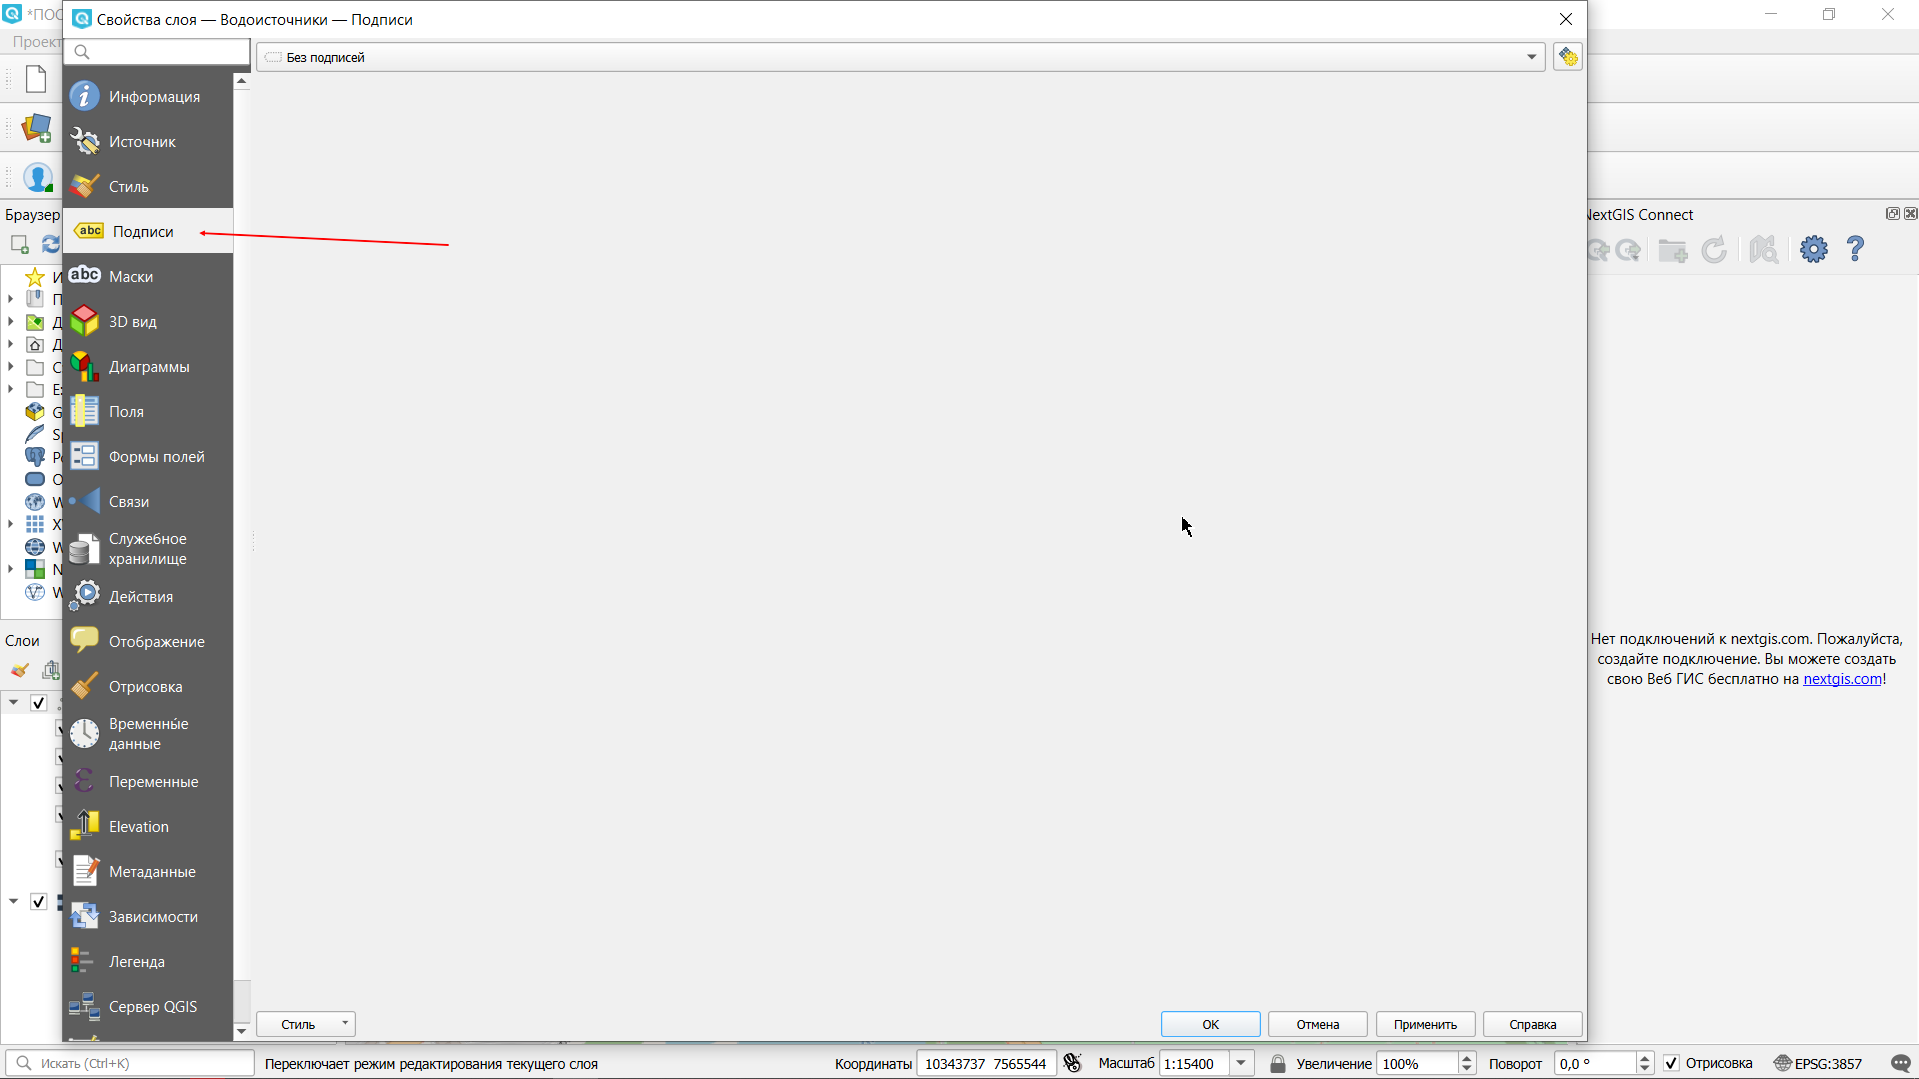 *ПОС
Свойства слоя — Водоисточники — Подписи
Проект
Без подписей
Информация
Источник
Стиль
abc Подписи
abc Маски
3D вид
Диаграммы
Поля
Формы полей
Связи
Служебное
хранилище
Действия
Отображение
Отрисовка
Временны́е
данные
Переменные
Elevation
Метаданные
Зависимости
Легенда
Сервер QGIS
Браузер
Слои
NextGIS Connect
Нет подключений к nextgis.com. Пожалуйста,
создайте подключение. Вы можете создать
свою Веб ГИС бесплатно на nextgis.com!
Стиль
OK
Отмена
Применить
Справка
Искать (Ctrl+K)
Переключает режим редактирования текущего слоя
Координаты 10343737 7565544
Масштаб 1:15400
Увеличение 100%
Поворот 0,0 °
Отрисовка
EPSG:3857